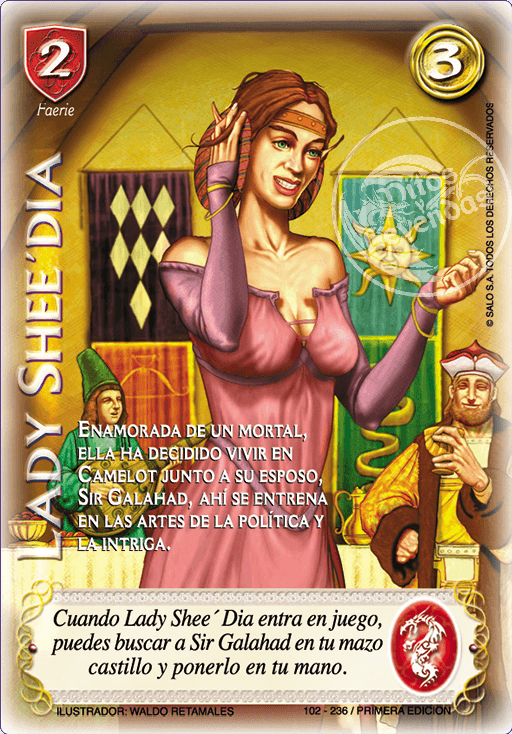 2
3
Faerie
Mitos
y
Leyendas
© SALO S.A. TODOS LOS DERECHOS RESERVADOS
LADY SHEE´DIA
ENAMORADA DE UN MORTAL,
ELLA HA DECIDIDO VIVIR EN
CAMELOT JUNTO A SU ESPOSO,
SIR GALAHAD, AHÍ SE ENTRENA
EN LAS ARTES DE LA POLÍTICA Y
LA INTRIGA.
Cuando Lady Shee´ Dia entra en juego,
puedes buscar a Sir Galahad en tu mazo
castillo y ponerlo en tu mano.
ILUSTRADOR: WALDO RETAMALES
102 - 236 / PRIMERA EDICION